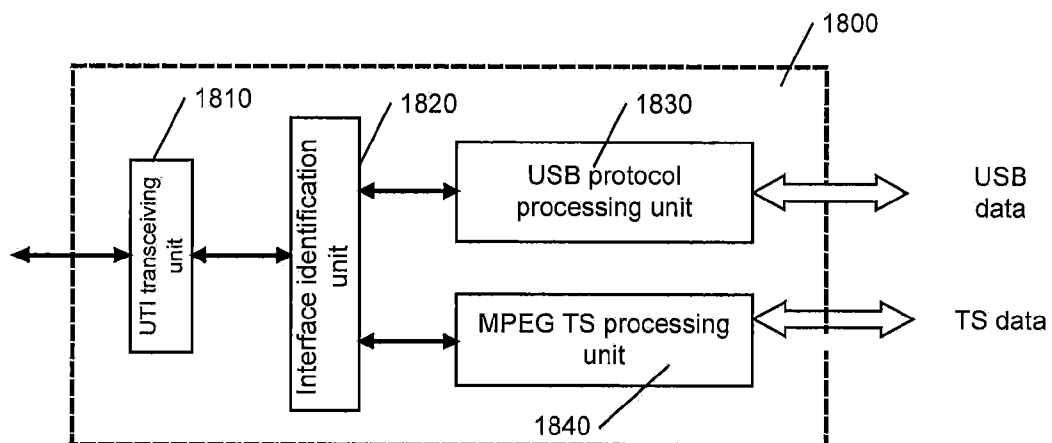 1800
1810
1820
1830
UTI transceiving
unit
Interface identification
unit
USB protocol
processing unit
USB
data
MPEG TS processing
unit
TS data
1840